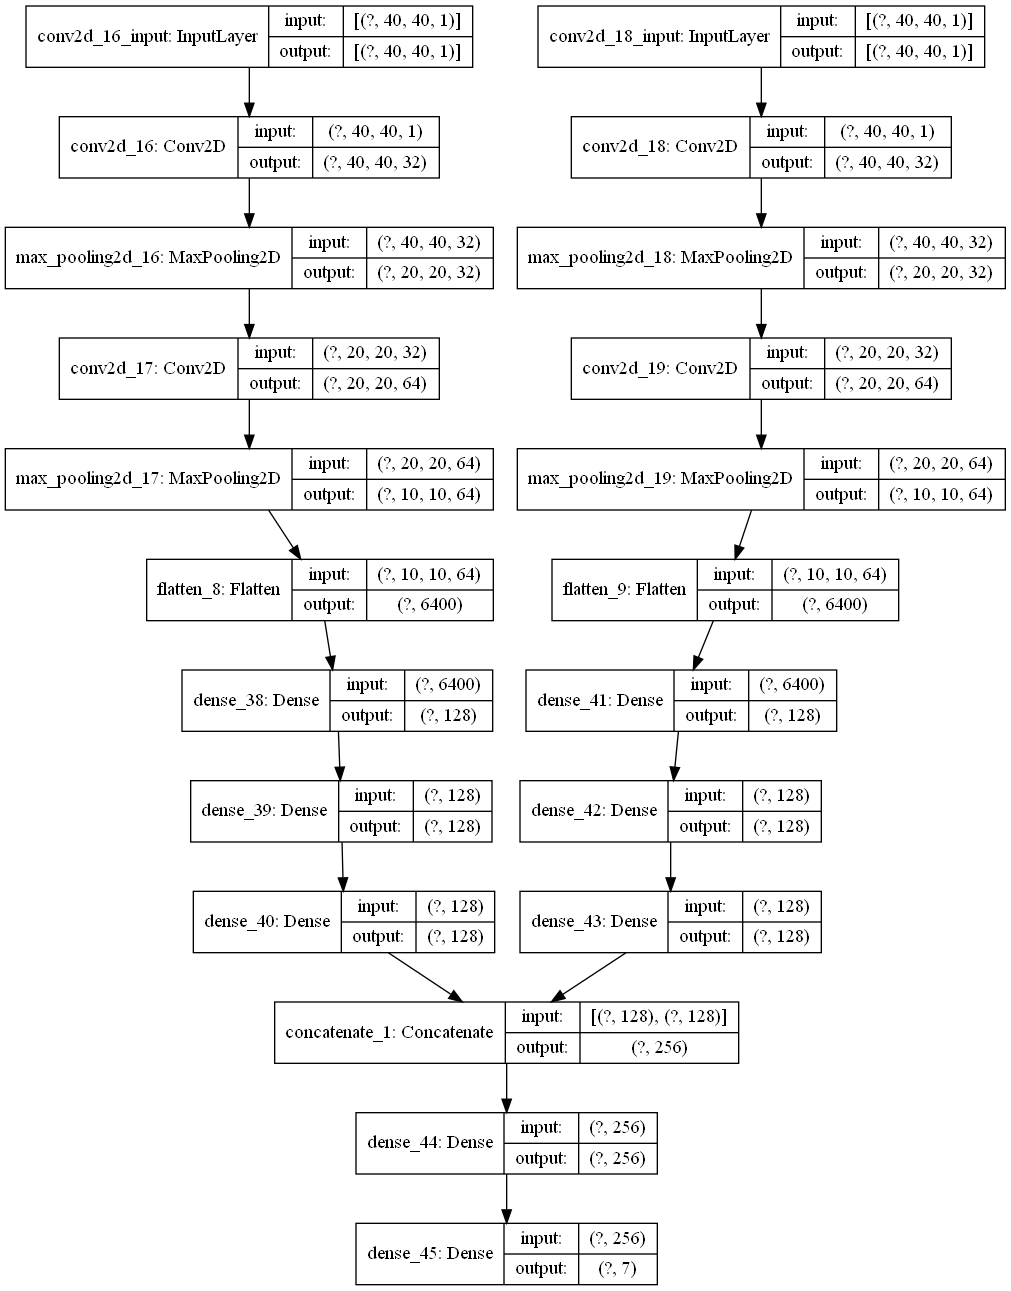 conv2d_16_input: InputLayer
input:
[(?, 40, 40, 1)]
output:
[(?, 40, 40, 1)]
conv2d_18_input: InputLayer
input:
[(?, 40, 40, 1)]
output:
[(?, 40, 40, 1)]
conv2d_16: Conv2D
input:
(?, 40, 40, 1)
output:
(?, 40, 40, 32)
conv2d_18: Conv2D
input:
(?, 40, 40, 1)
output:
(?, 40, 40, 32)
max_pooling2d_16: MaxPooling2D
input:
(?, 40, 40, 32)
output:
(?, 20, 20, 32)
max_pooling2d_18: MaxPooling2D
input:
(?, 40, 40, 32)
output:
(?, 20, 20, 32)
conv2d_17: Conv2D
input:
(?, 20, 20, 32)
output:
(?, 20, 20, 64)
conv2d_19: Conv2D
input:
(?, 20, 20, 32)
output:
(?, 20, 20, 64)
max_pooling2d_17: MaxPooling2D
input:
(?, 20, 20, 64)
output:
(?, 10, 10, 64)
max_pooling2d_19: MaxPooling2D
input:
(?, 20, 20, 64)
output:
(?, 10, 10, 64)
flatten_8: Flatten
input:
(?, 10, 10, 64)
output:
(?, 6400)
flatten_9: Flatten
input:
(?, 10, 10, 64)
output:
(?, 6400)
dense_38: Dense
input:
(?, 6400)
output:
(?, 128)
dense_41: Dense
input:
(?, 6400)
output:
(?, 128)
dense_39: Dense
input:
(?, 128)
output:
(?, 128)
dense_42: Dense
input:
(?, 128)
output:
(?, 128)
dense_40: Dense
input:
(?, 128)
output:
(?, 128)
dense_43: Dense
input:
(?, 128)
output:
(?, 128)
concatenate_1: Concatenate
input:
[(?, 128), (?, 128)]
output:
(?, 256)
dense_44: Dense
input:
(?, 256)
output:
(?, 256)
dense_45: Dense
input:
(?, 256)
output:
(?, 7)